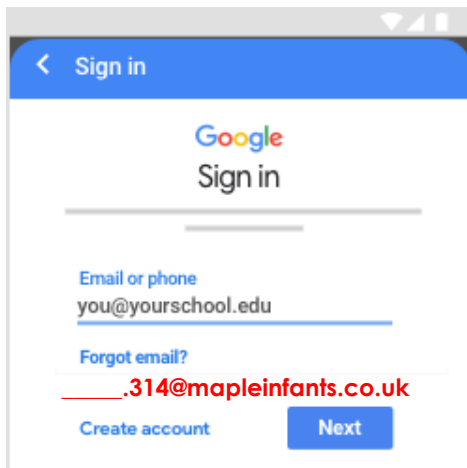 Sign in
Google
Sign in
Email or phone
you@yourschool.edu
Forgot email?
_____.314@mapleinfants.co.uk
Create account Next